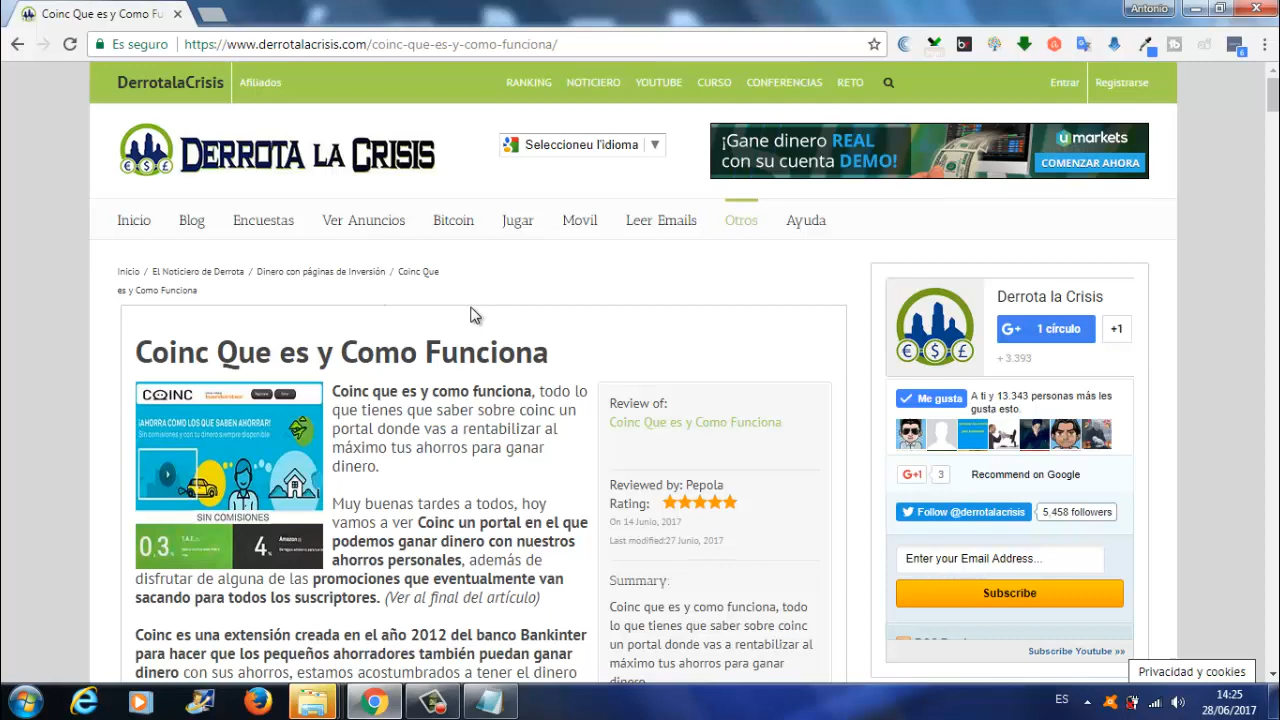 Coinc Que es y Como Fu
Antonio
Es seguro
https://www.derrotalacrisis.com/coinc-que-es-y-como-funciona/
DerrotalaCrisis
Afiliados
RANKING NOTICIERO YOUTUBE CURSO CONFERENCIAS RETO
Entrar
Registrarse
DERROTA LA CRISIS
Seleccioneu l'idioma
¡Gane dinero REAL
con su cuenta DEMO!
umarkets
COMENZAR AHORA
Inicio Blog Encuestas Ver Anuncios Bitcoin Jugar Movil Leer Emails Otros Ayuda
Inicio / El Noticiero de Derrota / Dinero con páginas de Inversión / Coinc Que
es y Como Funciona
Coinc Que es y Como Funciona
COINC
¡AHORRA COMO LOS QUE SABEN AHORRAR!
SIN COMISIONES
0,3
T.A.E.
4%
Amazon
Coinc que es y como funciona, todo lo
que tienes que saber sobre coinc un
portal donde vas a rentabilizar al
máximo tus ahorros para ganar
dinero.
Muy buenas tardes a todos, hoy
vamos a ver Coinc un portal en el que
podemos ganar dinero con nuestros
ahorros personales, además de
disfrutar de alguna de las promociones que eventualmente van
sacando para todos los suscriptores. (Ver al final del artículo)
Coinc es una extensión creada en el año 2012 del banco Bankinter
para hacer que los pequeños ahorradores también puedan ganar
dinero con sus ahorros, estamos acostumbrados a tener el dinero
Review of:
Coinc Que es y Como Funciona
Reviewed by: Pepola
Rating:
On 14 Junio, 2017
Last modified:27 Junio, 2017
Summary:
Coinc que es y como funciona, todo
lo que tienes que saber sobre coinc
un portal donde vas a rentabilizar al
máximo tus ahorros para ganar
dinero.
Derrota la Crisis
G+ 1 círculo
+1
+ 3.393
Me gusta
A ti y 13.343 personas más les
gusta esto.
G+1
3
Recommend on Google
Follow @derrotalacrisis
5,458 followers
Enter your Email Address...
Subscribe
Subscribe Youtube »»
Privacidad y cookies
ES
14:25
28/06/2017